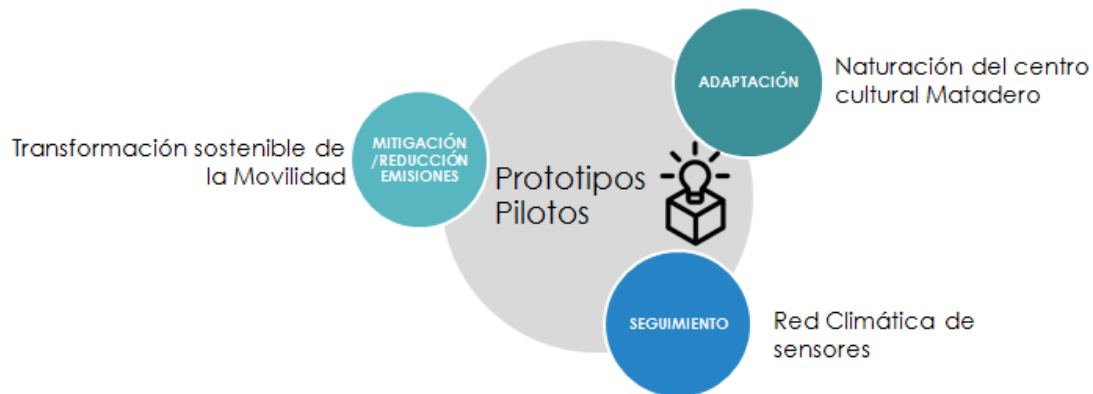 ADAPTACIÓN
Naturación del centro
cultural Matadero
MITIGACIÓN
/REDUCCIÓN
EMISIONES
Transformación sostenible de
la Movilidad
Prototipos
Pilotos
SEGUIMIENTO
Red Climática de
sensores